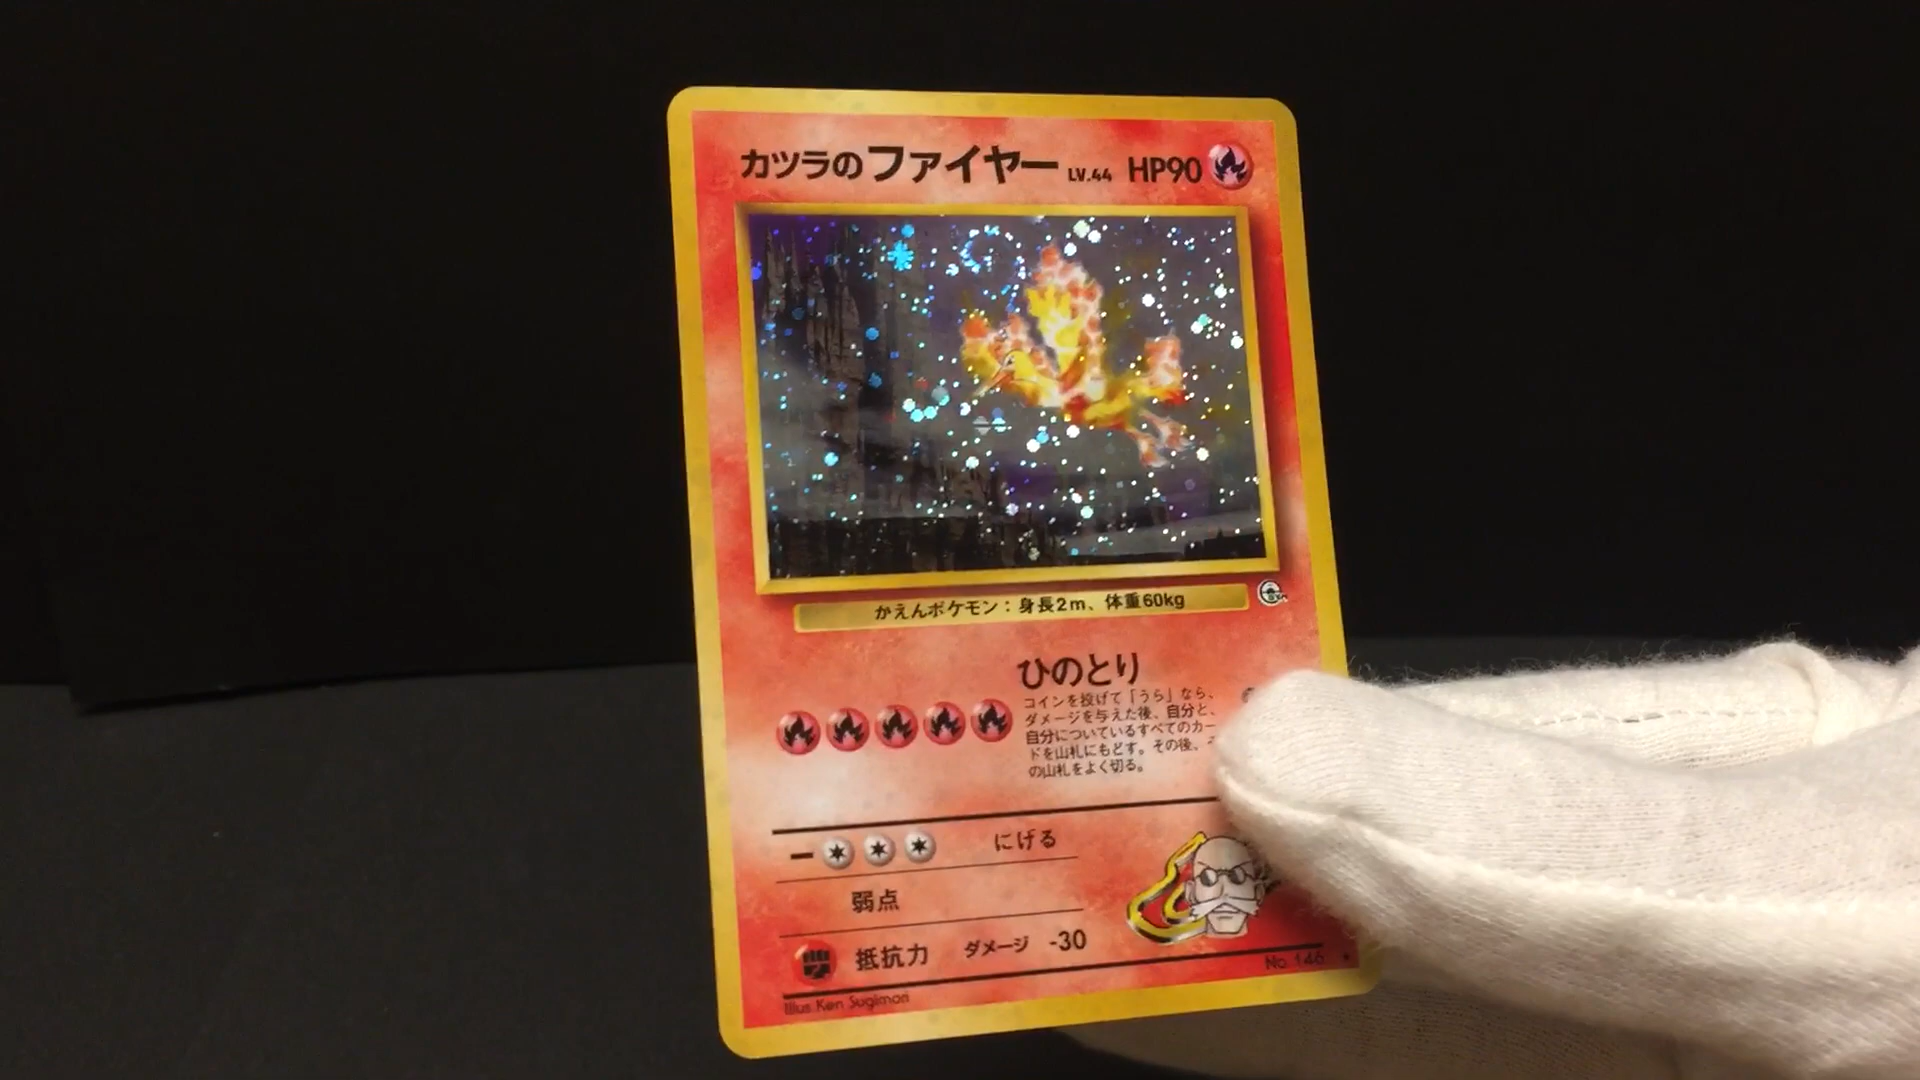 カツラのファイヤー LV.44 HP90
かえんポケモン：身長2m、体重60kg
ひのとり
コインを投げて「うら」なら、
ダメージを与えた後、自分と、
自分についているすべてのカー
ドを山札にもどす。その後、
の山札をよく切る。
にげる
弱点
抵抗力 ダメージ -30
No. 146
Illus. Ken Sugimori